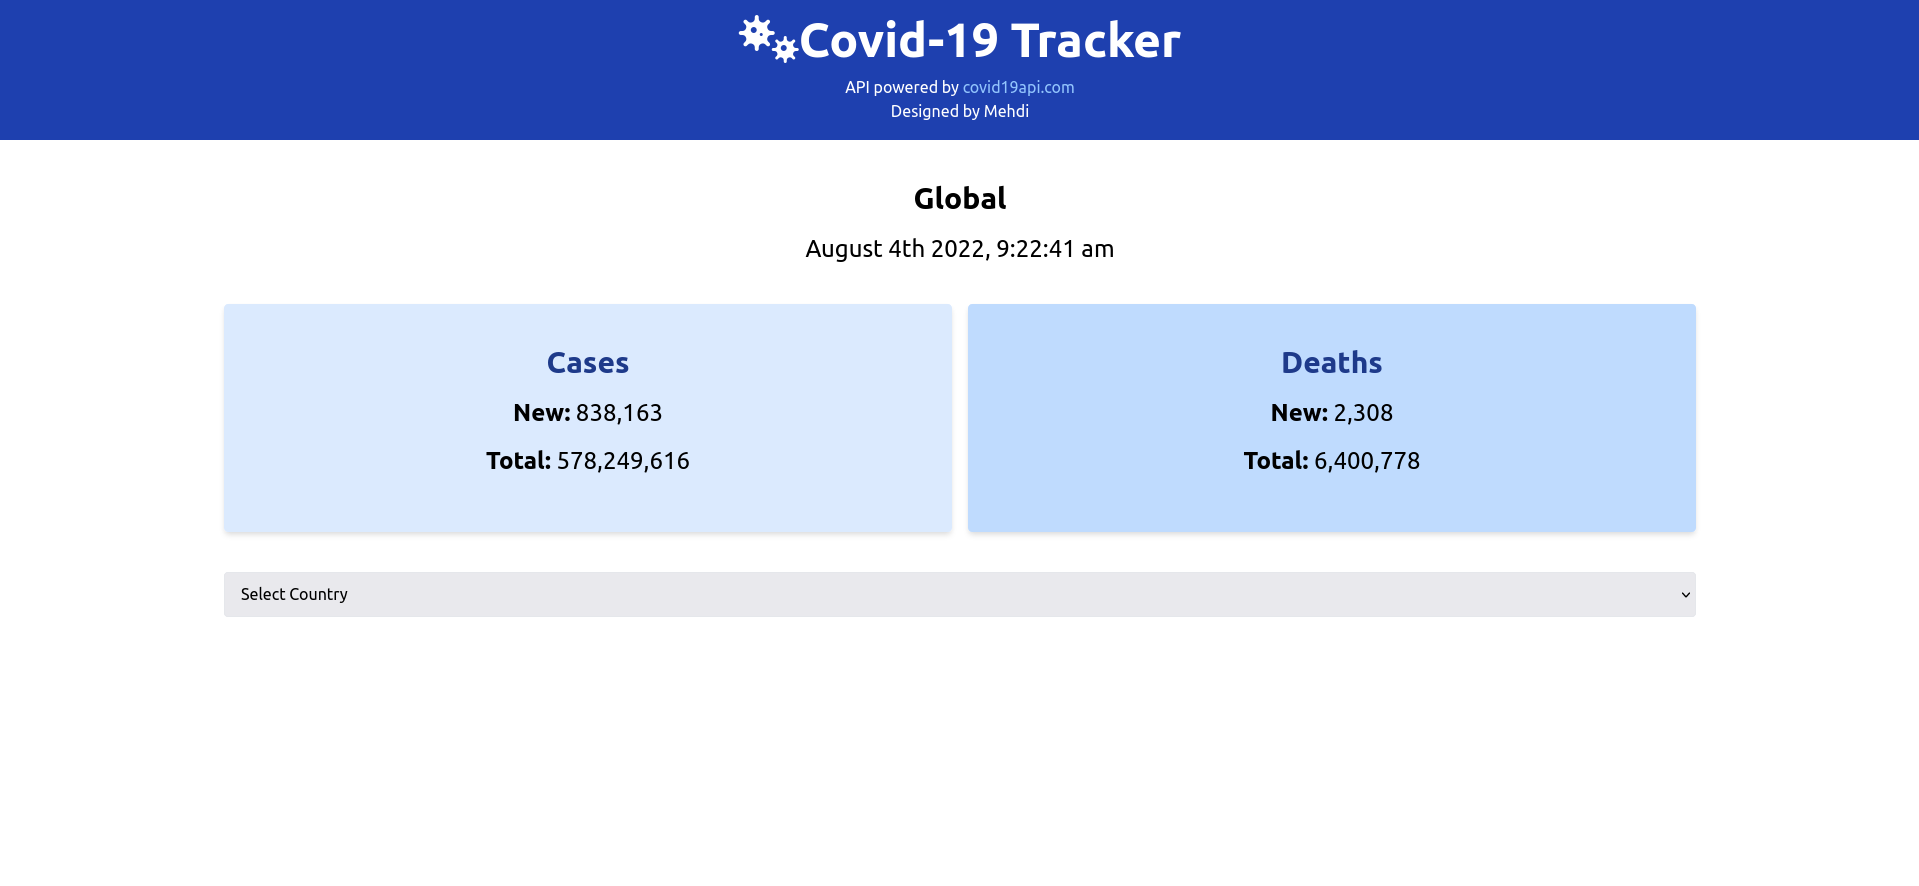 Covid-19 Tracker
API powered by covid19api.com
Designed by Mehdi
Global
August 4th 2022, 9:22:41 am
Cases
New: 838,163
Total: 578,249,616
Deaths
New: 2,308
Total: 6,400,778
Select Country